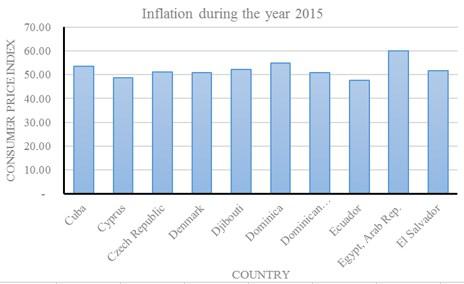 Inflation during the year 2015
CONSUMER PRICE INDEX
70.00
60.00
50.00
40.00
30.00
20.00
10.00
-
Cuba
Cyprus
Czech Republic
Denmark
Djibouti
Dominica
Dominican…
Ecuador
Egypt, Arab Rep.
El Salvador
COUNTRY